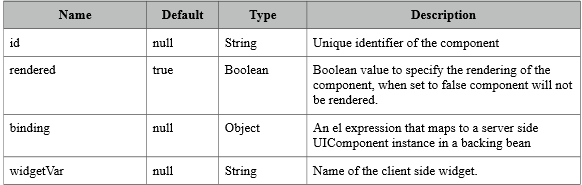 Name Default Type Description
id null String Unique identifier of the component
rendered true Boolean Boolean value to specify the rendering of the
component, when set to false component will not
be rendered.
binding null Object An el expression that maps to a server side
UIComponent instance in a backing bean
widgetVar null String Name of the client side widget.